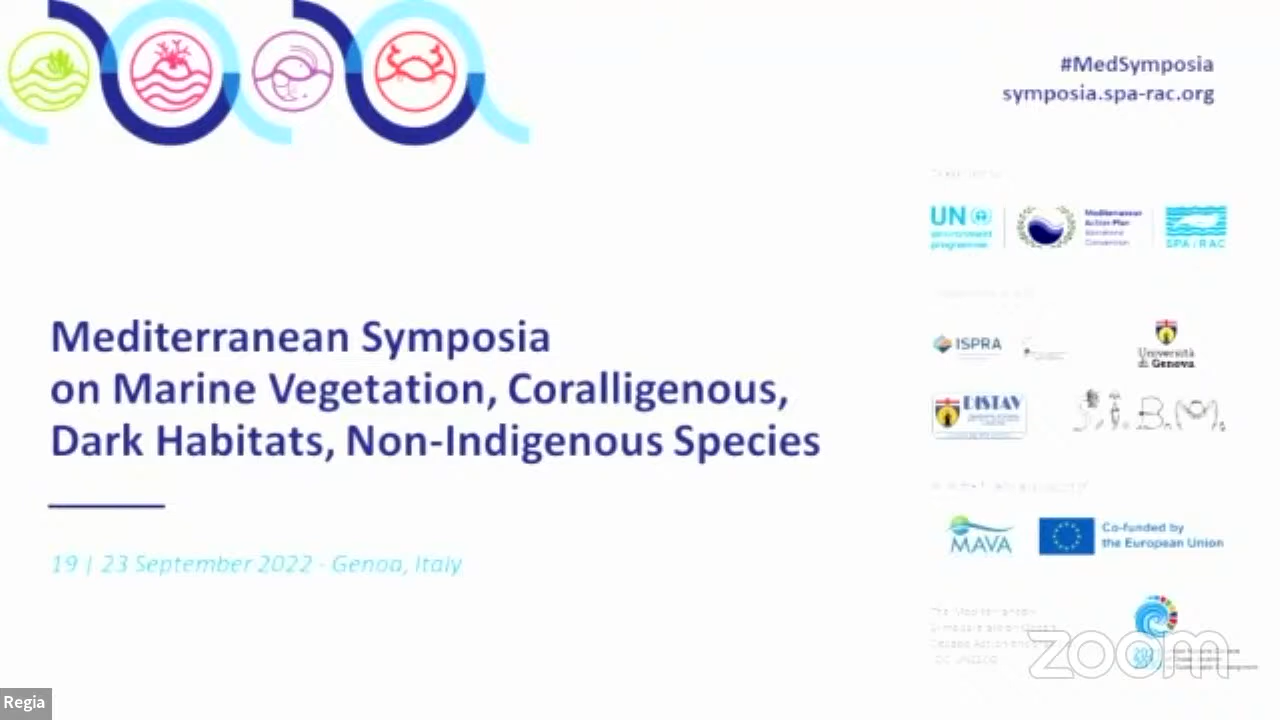 #MedSymposia
symposia.spa-rac.org
UN
environment
programme
Mediterranean
Action Plan
Barcelona
Convention
SPA/RAC
ISPRA
Università
di Genova
DISTAV
S.I.B.M.
Mediterranean Symposia
on Marine Vegetation, Coralligenous,
Dark Habitats, Non-Indigenous Species
19 | 23 September 2022 - Genoa, Italy
MAVA
Co-funded by
the European Union
zoom
Regia